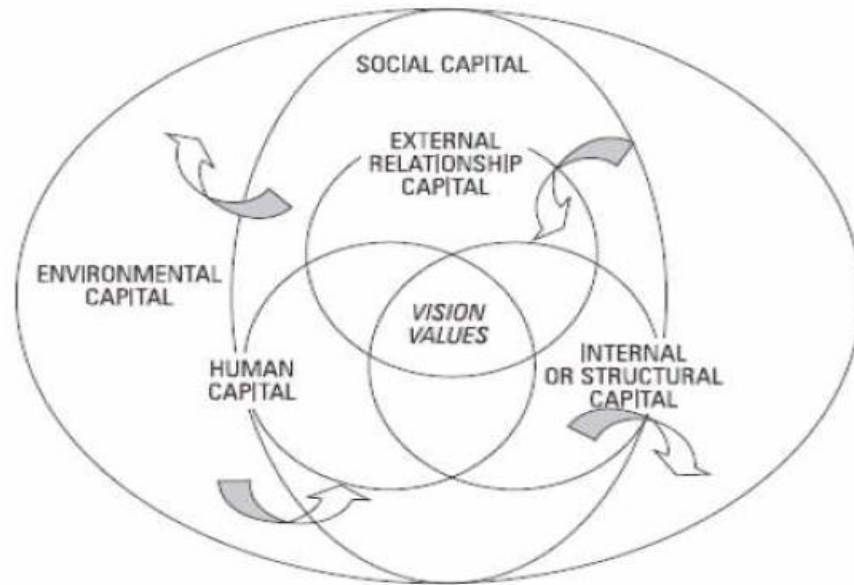 SOCIAL CAPITAL
EXTERNAL
RELATIONSHIP
CAPITAL
ENVIRONMENTAL
CAPITAL
VISION
VALUES
HUMAN
CAPITAL
INTERNAL
OR STRUCTURAL
CAPITAL